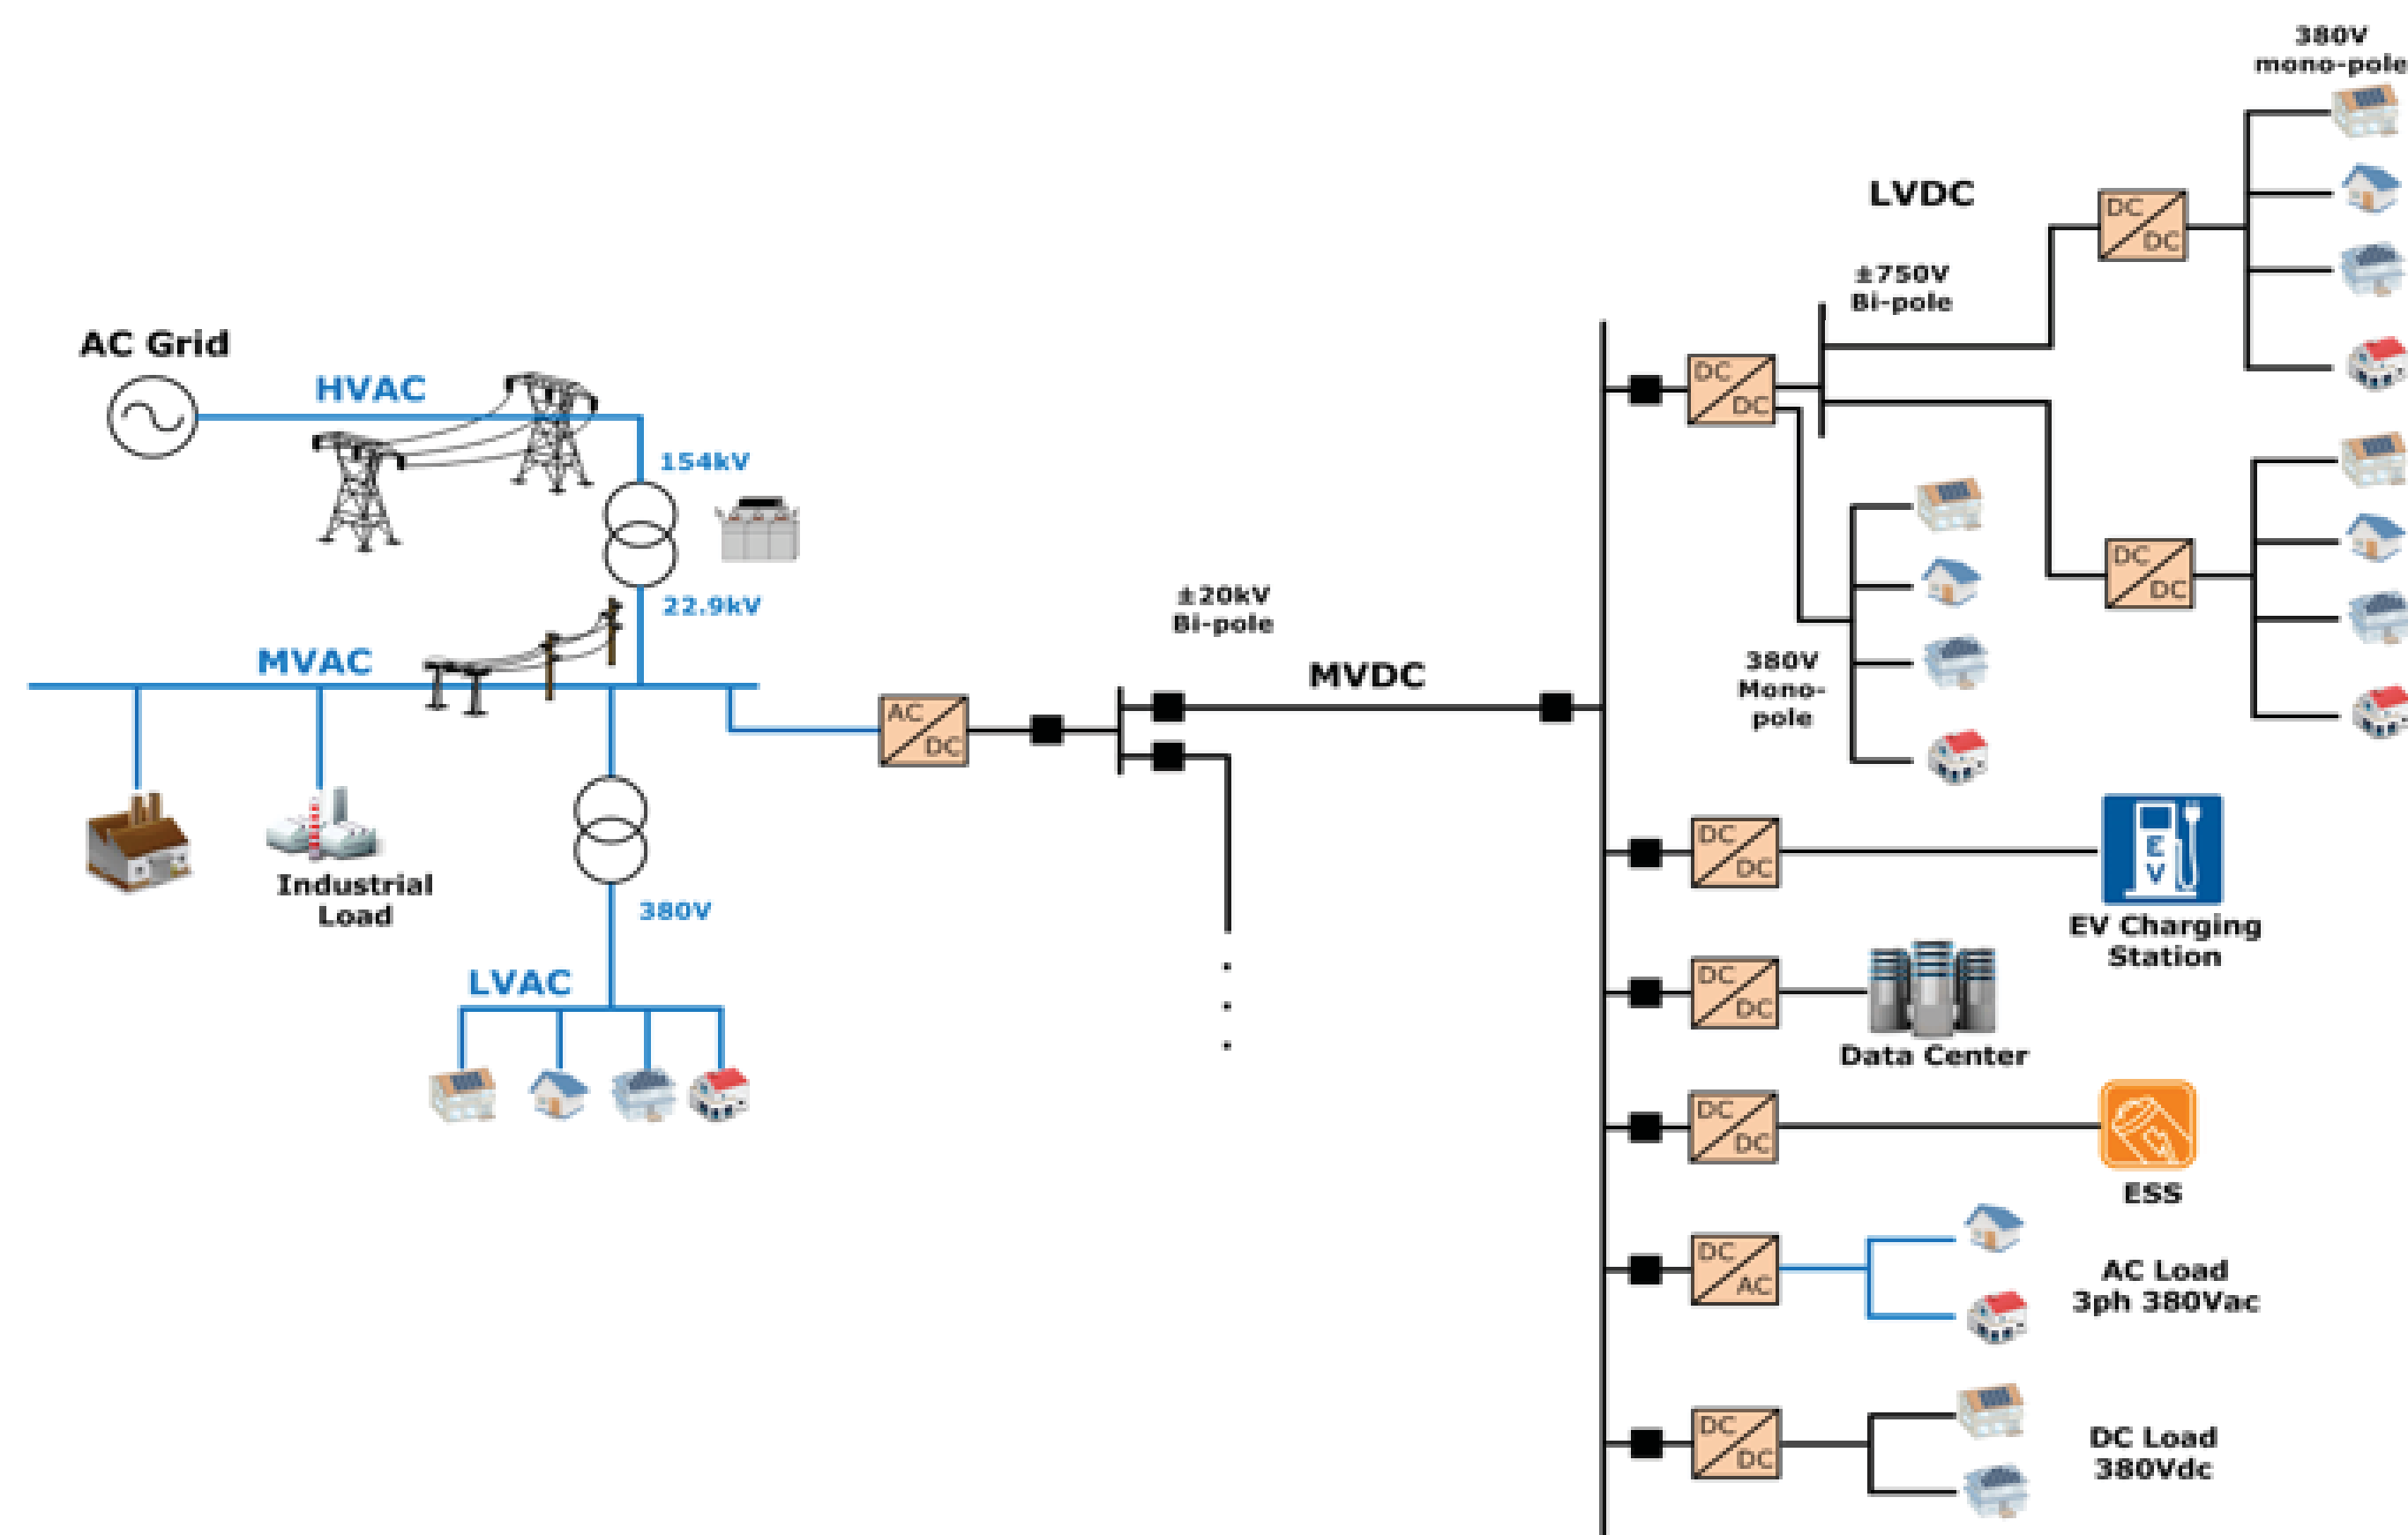 AC Grid
HVAC
154kV
22.9kV
MVAC
Industrial
Load
380V
LVAC
AC
DC
±20kV
Bi-pole
MVDC
LVDC
±750V
Bi-pole
380V
mono-pole
DC
DC
DC
DC
DC
DC
380V
Mono-
pole
DC
DC
E
V
EV Charging
Station
DC
DC
Data Center
DC
DC
ESS
DC
AC
AC Load
3ph 380Vac
DC
DC
DC Load
380Vdc